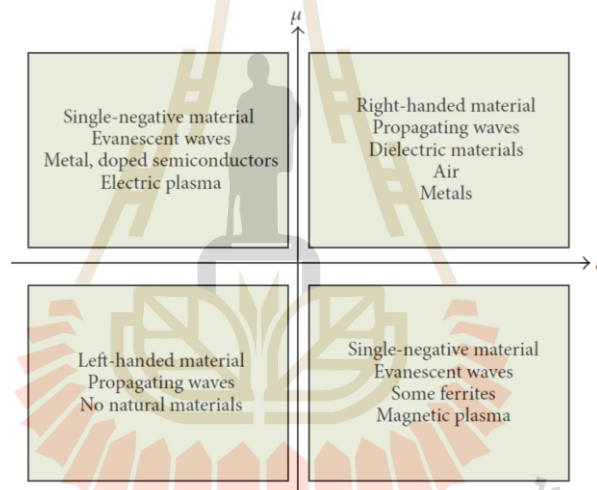 μ
Single-negative material
Evanescent waves
Metal, doped semiconductors
Electric plasma
Right-handed material
Propagating waves
Dielectric materials
Air
Metals
Left-handed material
Propagating waves
No natural materials
Single-negative material
Evanescent waves
Some ferrites
Magnetic plasma